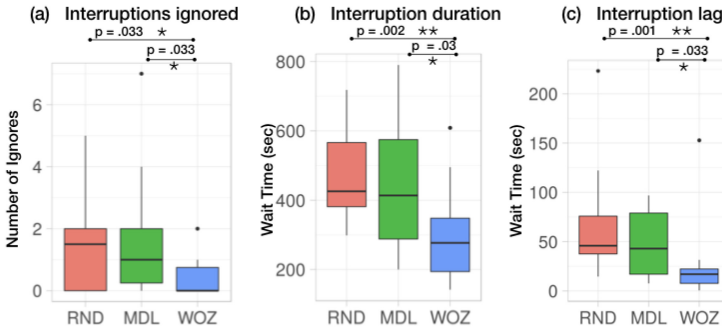 (a) Interruptions ignored
p = .033 *
p = .033
*
Number of Ignores
6
4
2
0
RND MDL WOZ
(b) Interruption duration
p = .002 **
p = .03
*
Wait Time (sec)
800
600
400
200
RND MDL WOZ
(c) Interruption lag
p = .001 **
p = .033
*
Wait Time (sec)
200
150
100
50
0
RND MDL WOZ